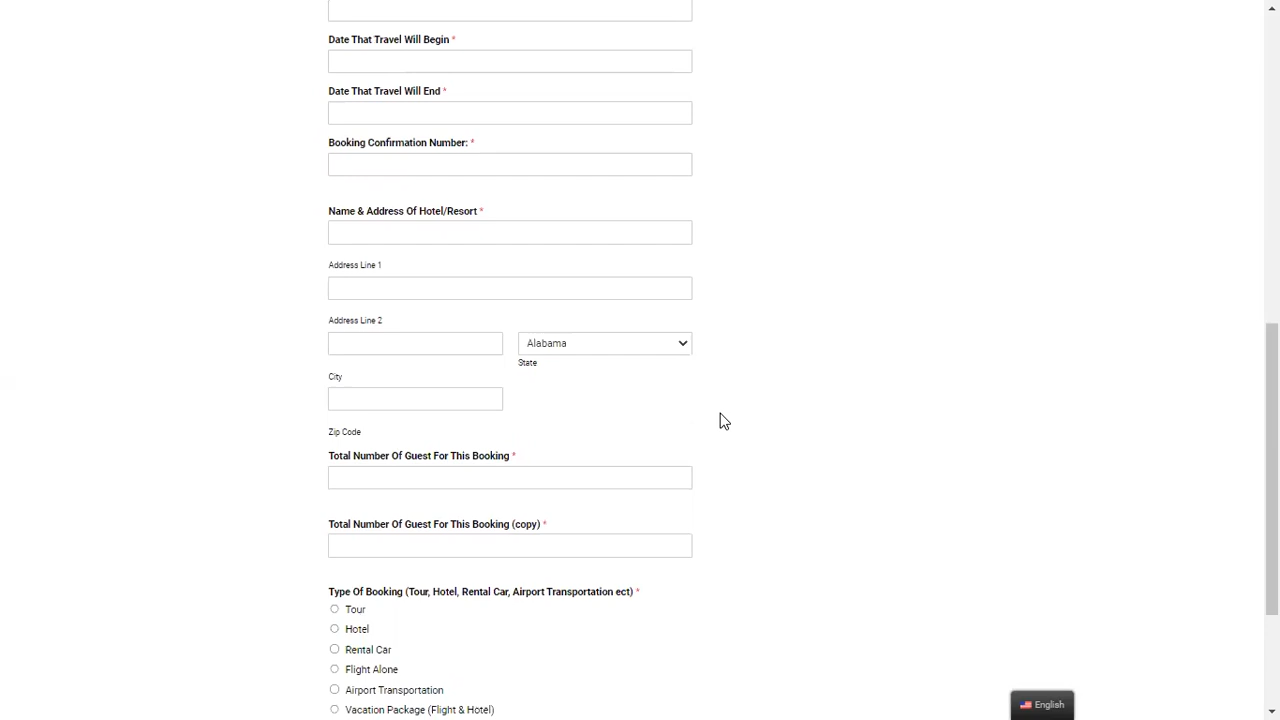 Date That Travel Will Begin *
Date That Travel Will End *
Booking Confirmation Number: *
Name & Address Of Hotel/Resort *
Address Line 1
Address Line 2
Alabama
State
City
Zip Code
Total Number Of Guest For This Booking *
Total Number Of Guest For This Booking (copy) *
Type Of Booking (Tour, Hotel, Rental Car, Airport Transportation ect) *
Tour
Hotel
Rental Car
Flight Alone
Airport Transportation
Vacation Package (Flight & Hotel)
English